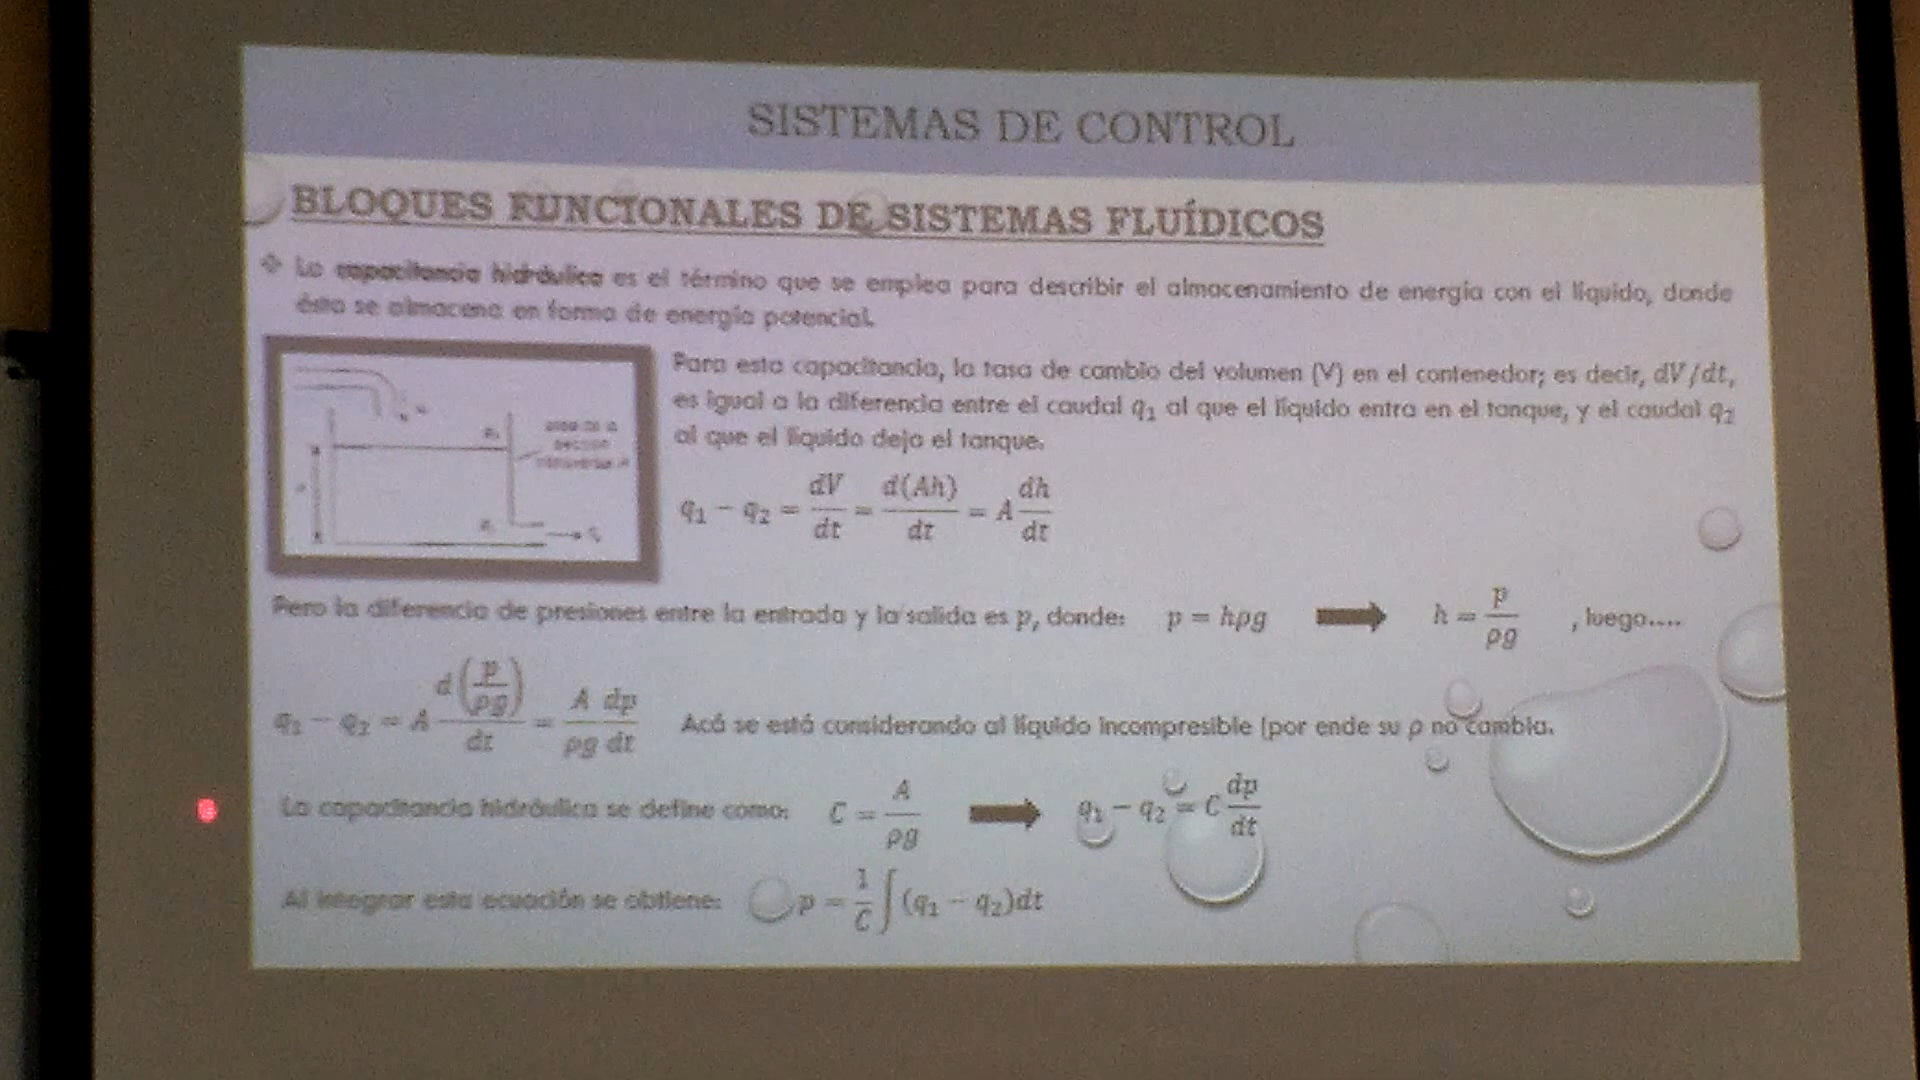 SISTEMAS DE CONTROL
BLOQUES FUNCIONALES DE SISTEMAS FLUÍDICOS
❖ La capacitancia hidráulica es el término que se emplea para describir el almacenamiento de energía con el líquido, donde
ésta se almacena en forma de energía potencial.
Para esta capacitancia, la tasa de cambio del volumen (V) en el contenedor; es decir, dV/dt,
es igual a la diferencia entre el caudal q₁ al que el líquido entra en el tanque, y el caudal q₂
al que el líquido deja el tanque.
q₁ − q₂ = dV/dt = d(Ah)/dt = A dh/dt
Pero la diferencia de presiones entre la entrada y la salida es p, donde: p = hρg h = p/ρg , luego....
q₁ − q₂ = A d(p/ρg)/dt = A/ρg dp/dt Acá se está considerando al líquido incompresible (por ende su ρ no cambia.
La capacitancia hidráulica se define como: C = A/ρg q₁ − q₂ = C dp/dt
Al integrar esta ecuación se obtiene: p = 1/C ∫(q₁ − q₂)dt